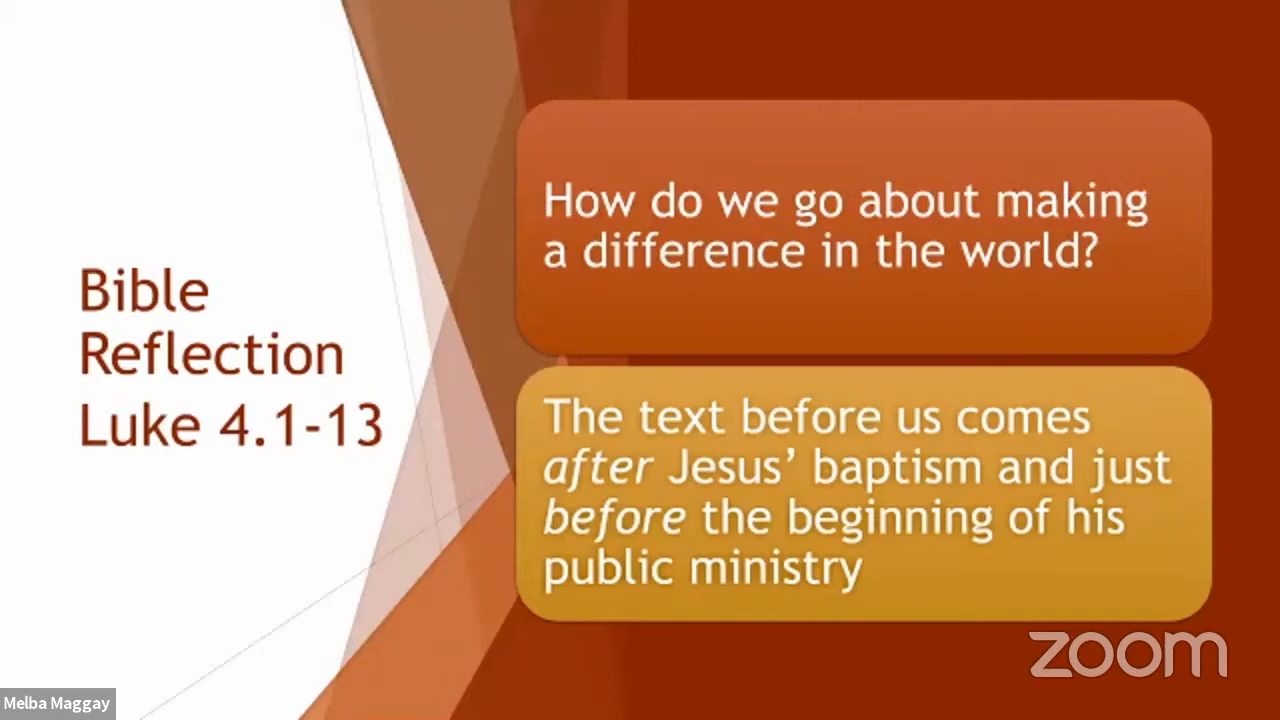 Bible
Reflection
Luke 4.1-13
How do we go about making
a difference in the world?
The text before us comes
after Jesus’ baptism and just
before the beginning of his
public ministry
zoom
Melba Maggay